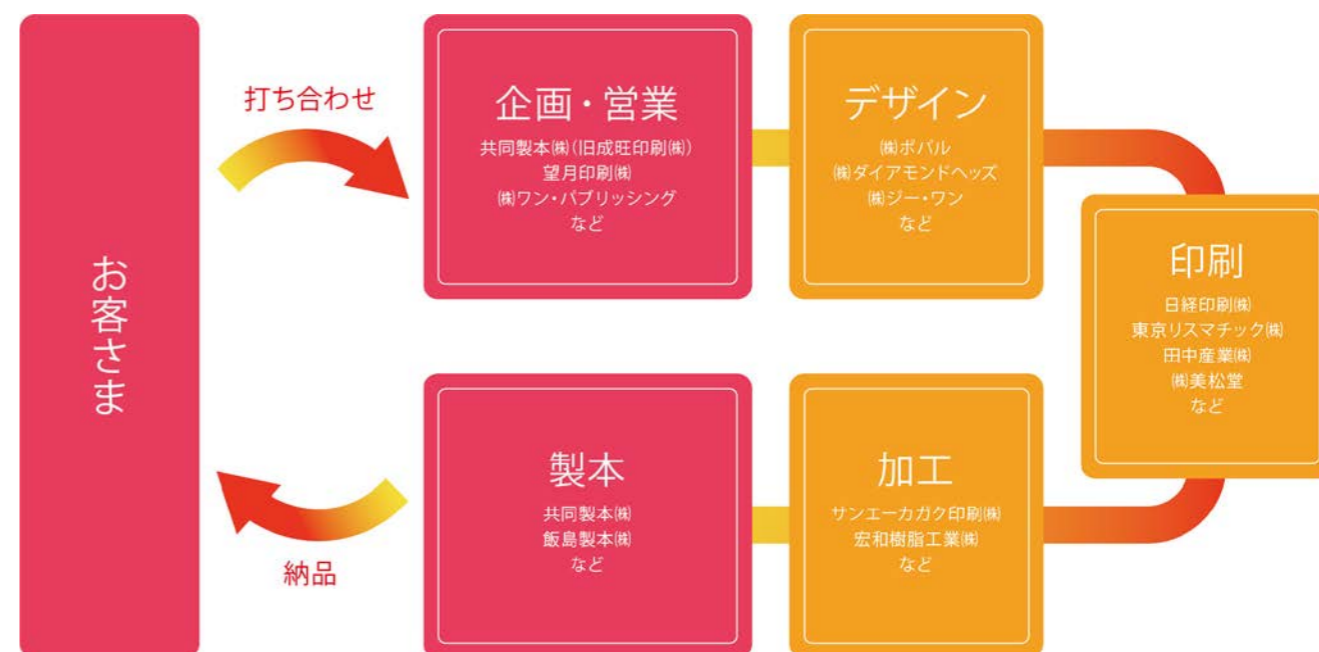 お客さま
打ち合わせ
企画・営業
共同製本㈱（旧成旺印刷㈱）
望月印刷㈱
㈱ワン・パブリッシング
など
デザイン
㈱ポパル
㈱ダイアモンドヘッズ
㈱ジー・ワン
など
印刷
日経印刷㈱
東京リスマチック㈱
田中産業㈱
㈱美松堂
など
加工
サンエーカガク印刷㈱
宏和樹脂工業㈱
など
製本
共同製本㈱
飯島製本㈱
など
納品